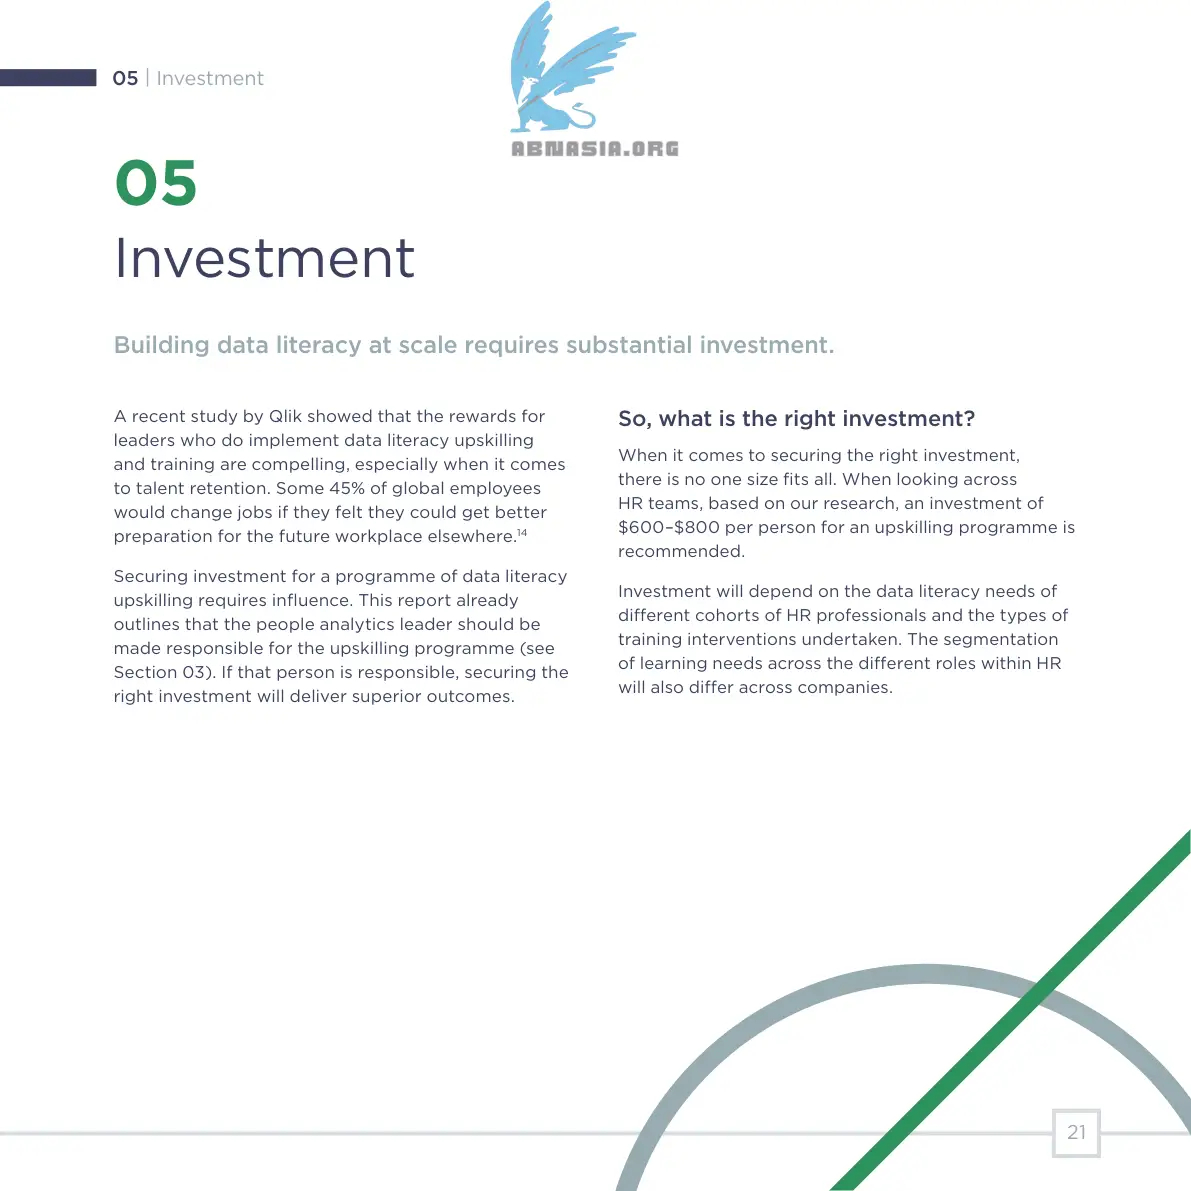 05 | Investment
ABNASIA.ORG
05
Investment
Building data literacy at scale requires substantial investment.
A recent study by Qlik showed that the rewards for
leaders who do implement data literacy upskilling
and training are compelling, especially when it comes
to talent retention. Some 45% of global employees
would change jobs if they felt they could get better
preparation for the future workplace elsewhere.14
Securing investment for a programme of data literacy
upskilling requires influence. This report already
outlines that the people analytics leader should be
made responsible for the upskilling programme (see
Section 03). If that person is responsible, securing the
right investment will deliver superior outcomes.
So, what is the right investment?
When it comes to securing the right investment,
there is no one size fits all. When looking across
HR teams, based on our research, an investment of
$600–$800 per person for an upskilling programme is
recommended.
Investment will depend on the data literacy needs of
different cohorts of HR professionals and the types of
training interventions undertaken. The segmentation
of learning needs across the different roles within HR
will also differ across companies.
21